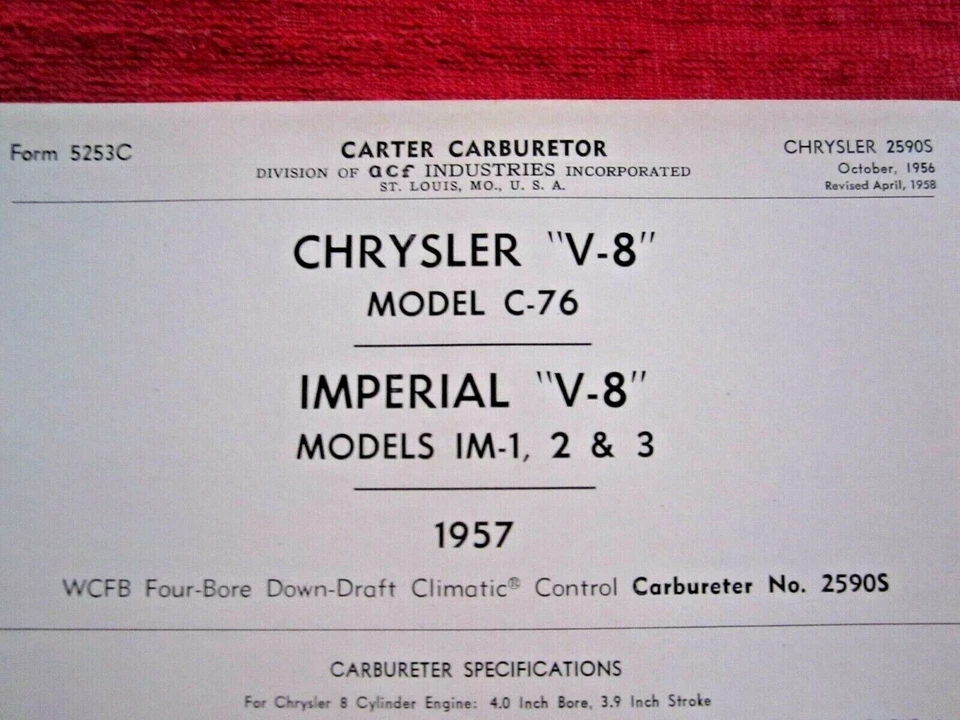 Form 5253C
CARTER CARBURETOR
DIVISION OF acf INDUSTRIES INCORPORATED
ST. LOUIS, MO., U. S. A.
CHRYSLER 2590S
October, 1956
Revised April, 1958
CHRYSLER "V-8"
MODEL C-76
IMPERIAL "V-8"
MODELS IM-1, 2 & 3
1957
WCFB Four-Bore Down-Draft Climatic® Control Carbureter No. 2590S
CARBURETER SPECIFICATIONS
For Chrysler 8 Cylinder Engine: 4.0 Inch Bore, 3.9 Inch Stroke